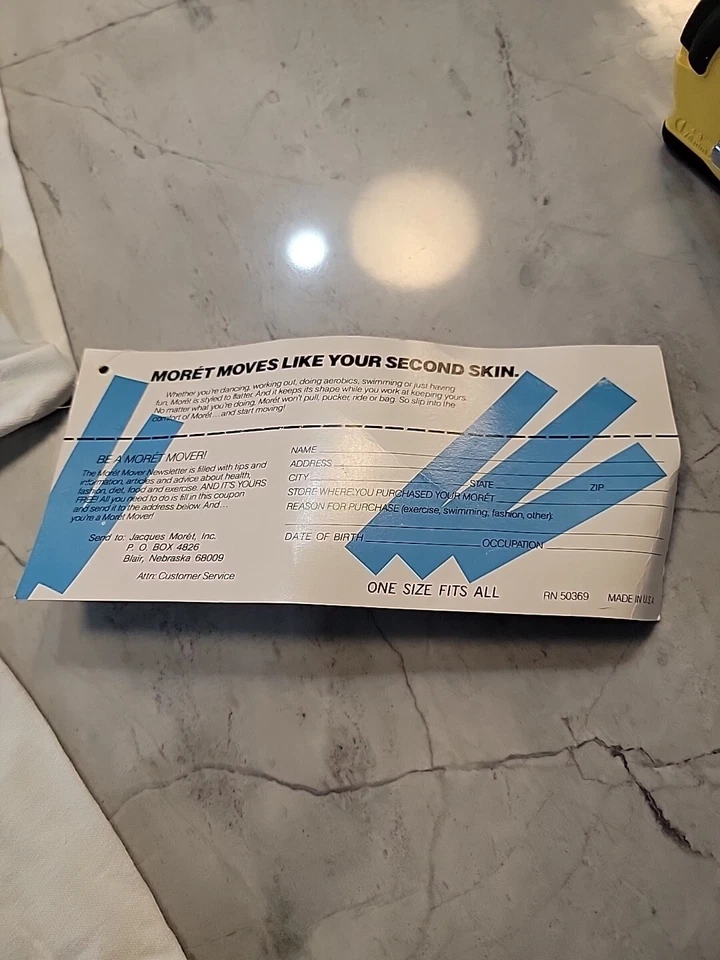 MORÉT MOVES LIKE YOUR SECOND SKIN.
Whether you're dancing, working out, doing aerobics, swimming or just having
fun, Morét is styled to flatter. And it keeps its shape while you work at keeping yours.
No matter what you're doing, Morét won't pull, pucker, ride or bag. So slip into the
comfort of Morét...and start moving!
BE A MORÉT MOVER!
The Morét Mover Newsletter is filled with tips and
information, articles and advice about health,
fashion, diet, food and exercise. AND IT'S YOURS
FREE! All you need to do is fill in this coupon
and send it to the address below. And...
you're a Morét Mover!
Send to: Jacques Morét, Inc.
P. O. BOX 4826
Blair, Nebraska 68009
Attn: Customer Service
NAME
ADDRESS
CITY STATE ZIP
STORE WHERE YOU PURCHASED YOUR MORÉT
REASON FOR PURCHASE (exercise, swimming, fashion, other):
DATE OF BIRTH OCCUPATION
ONE SIZE FITS ALL
RN 50369 MADE IN U.S.A.